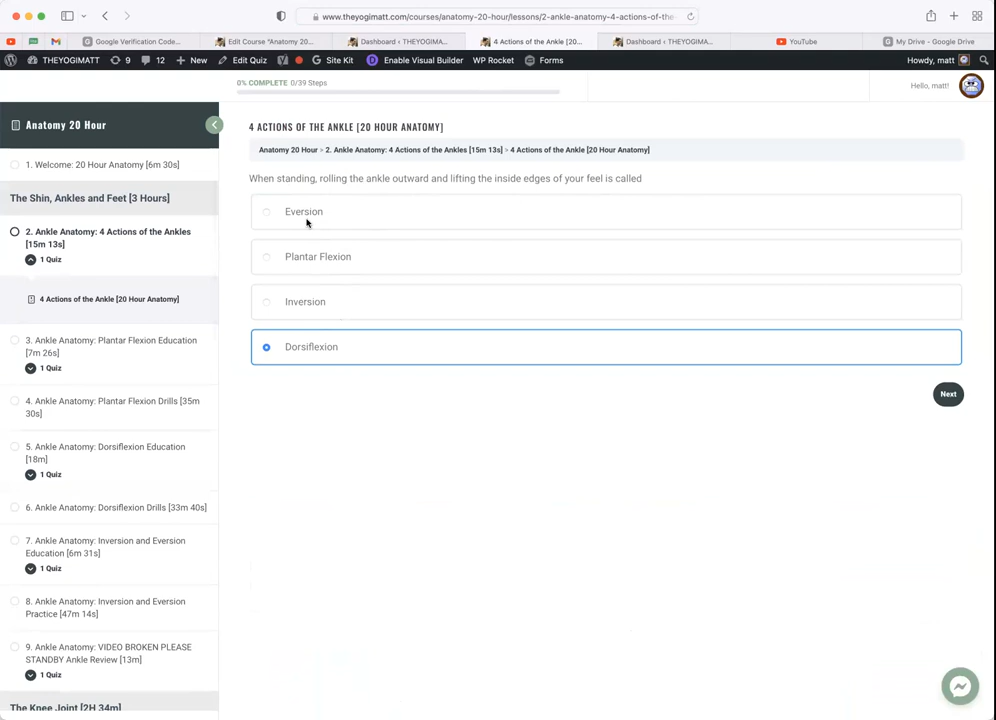 www.theyogimatt.com/courses/anatomy-20-hour/lessons/2-ankle-anatomy-4-actions-of-the-
Google Verification Code...
Edit Course "Anatomy 20...
Dashboard ‹ THEYOGIMA...
4 Actions of the Ankle [20...
Dashboard ‹ THEYOGIMA...
YouTube
My Drive - Google Drive
THEYOGIMATT
9
12
New
Edit Quiz
Site Kit
Enable Visual Builder
WP Rocket
Forms
Howdy, matt
0% COMPLETE 0/39 Steps
Hello, matt!
Anatomy 20 Hour
1. Welcome: 20 Hour Anatomy [6m 30s]
The Shin, Ankles and Feet [3 Hours]
2. Ankle Anatomy: 4 Actions of the Ankles
[15m 13s]
1 Quiz
4 Actions of the Ankle [20 Hour Anatomy]
3. Ankle Anatomy: Plantar Flexion Education
[7m 26s]
1 Quiz
4. Ankle Anatomy: Plantar Flexion Drills [35m
30s]
5. Ankle Anatomy: Dorsiflexion Education
[18m]
1 Quiz
6. Ankle Anatomy: Dorsiflexion Drills [33m 40s]
7. Ankle Anatomy: Inversion and Eversion
Education [6m 31s]
1 Quiz
8. Ankle Anatomy: Inversion and Eversion
Practice [47m 14s]
9. Ankle Anatomy: VIDEO BROKEN PLEASE
STANDBY Ankle Review [13m]
1 Quiz
The Knee Joint [2H 34m]
4 ACTIONS OF THE ANKLE [20 HOUR ANATOMY]
Anatomy 20 Hour > 2. Ankle Anatomy: 4 Actions of the Ankles [15m 13s] > 4 Actions of the Ankle [20 Hour Anatomy]
When standing, rolling the ankle outward and lifting the inside edges of your feel is called
Eversion
Plantar Flexion
Inversion
Dorsiflexion
Next